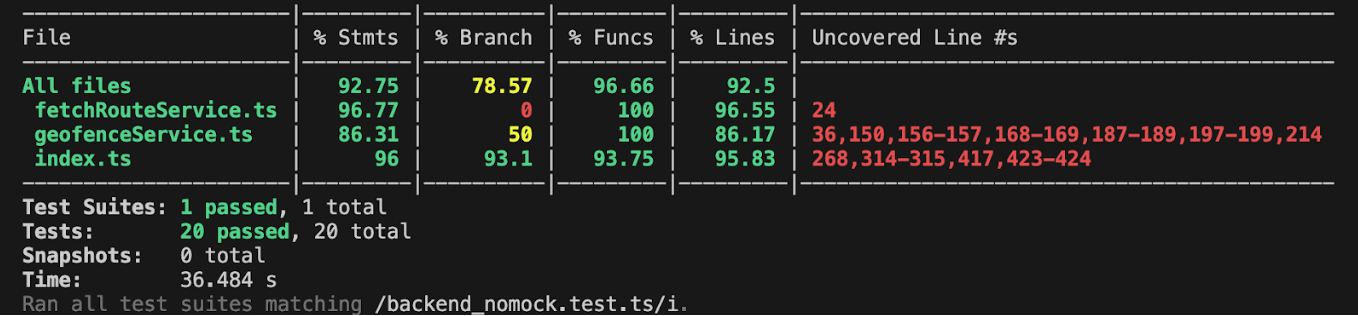 File | % Stmts | % Branch | % Funcs | % Lines | Uncovered Line #s
All files | 92.75 | 78.57 | 96.66 | 92.5 |
fetchRouteService.ts | 96.77 | 0 | 100 | 96.55 | 24
geofenceService.ts | 86.31 | 50 | 100 | 86.17 | 36,150,156-157,168-169,187-189,197-199,214
index.ts | 96 | 93.1 | 93.75 | 95.83 | 268,314-315,417,423-424
Test Suites: 1 passed, 1 total
Tests: 20 passed, 20 total
Snapshots: 0 total
Time: 36.484 s
Ran all test suites matching /backend_nomock.test.ts/i.